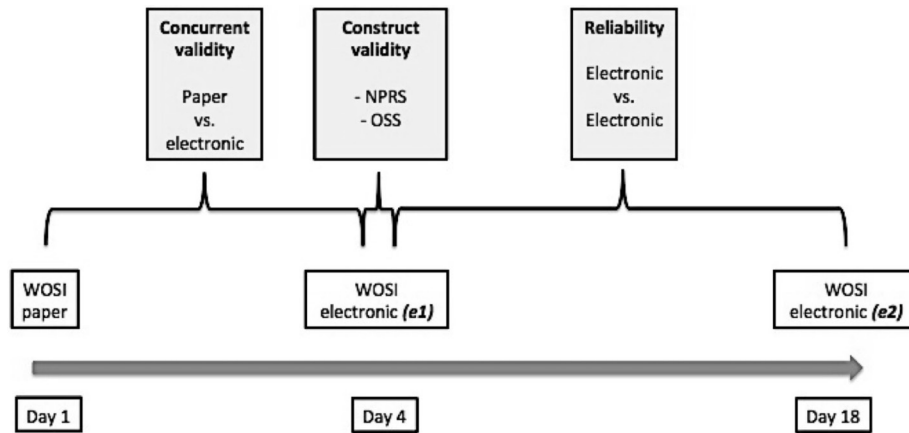 Concurrent
validity
Paper
vs.
electronic
Construct
validity
- NPRS
- OSS
Reliability
Electronic
vs.
Electronic
WOSI
paper
WOSI
electronic (e1)
WOSI
electronic (e2)
Day 1
Day 4
Day 18